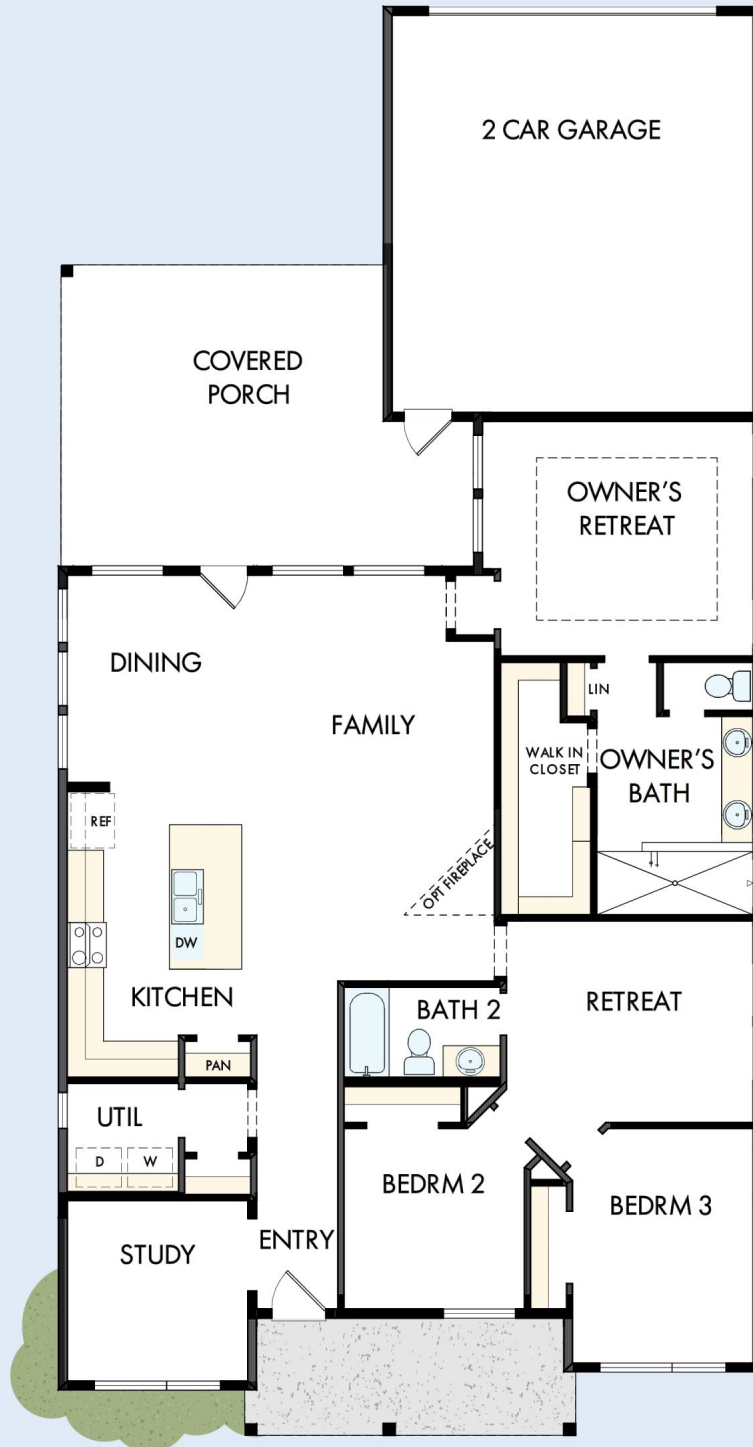 2 CAR GARAGE
COVERED
PORCH
OWNER'S
RETREAT
DINING
FAMILY
LIN
WALK IN
CLOSET
OWNER'S
BATH
REF
OPT FIREPLACE
DW
KITCHEN
BATH 2
RETREAT
PAN
UTIL
D
W
BEDRM 2
BEDRM 3
STUDY
ENTRY